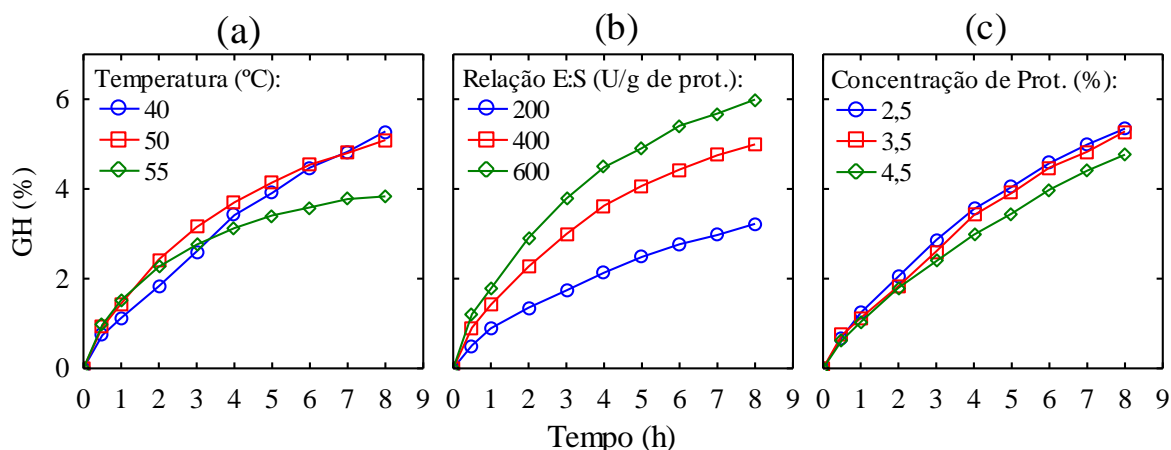 (a)
(b)
(c)
Temperatura (ºC):
40
50
55
Relação E:S (U/g de prot.):
200
400
600
Concentração de Prot. (%):
2,5
3,5
4,5
GH (%)
6
4
2
0
0 1 2 3 4 5 6 7 8 9
0 1 2 3 4 5 6 7 8 9
0 1 2 3 4 5 6 7 8 9
Tempo (h)